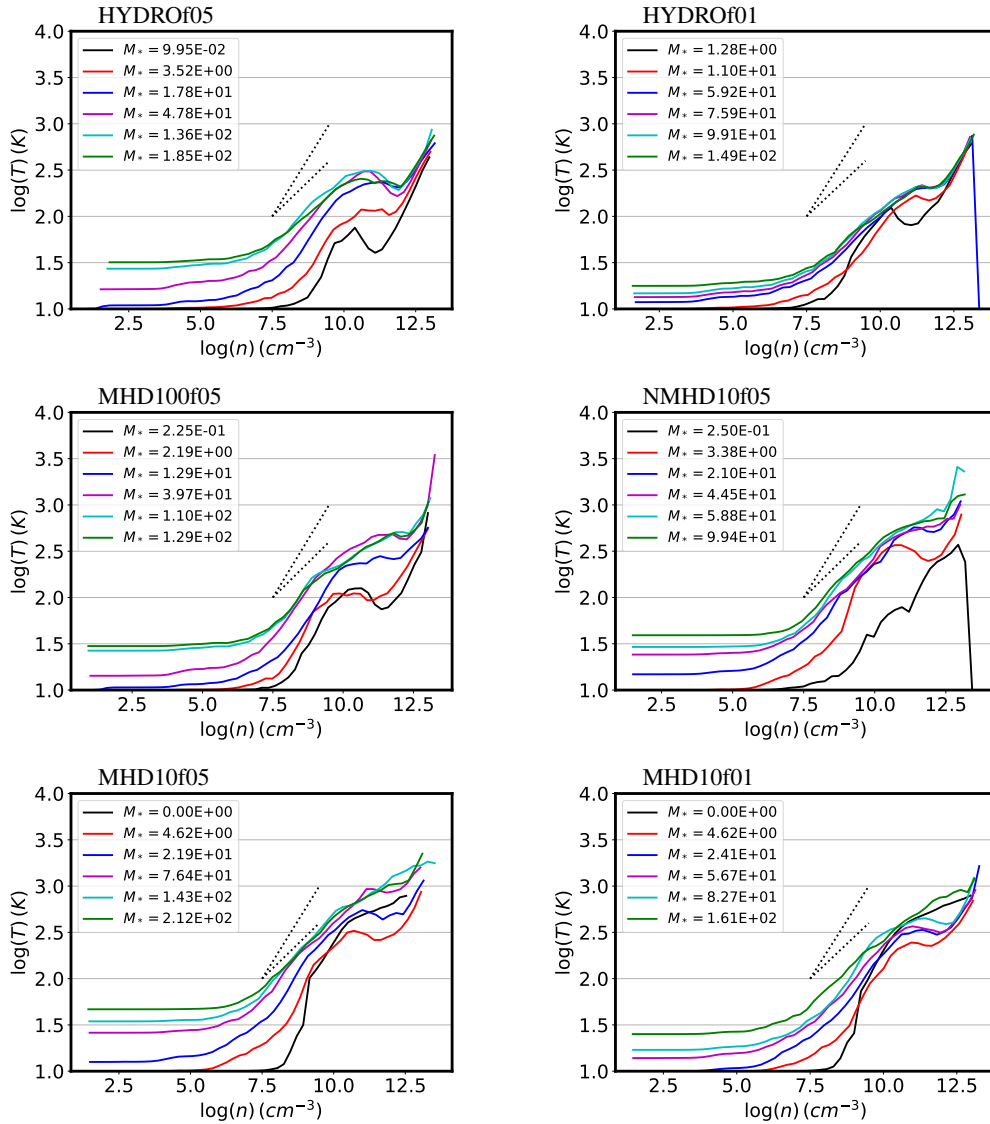 HYDROf05
4.0
3.5
3.0
2.5
2.0
1.5
1.0
log(T) (K)
M* = 9.95E-02
M* = 3.52E+00
M* = 1.78E+01
M* = 4.78E+01
M* = 1.36E+02
M* = 1.85E+02
2.5 5.0 7.5 10.0 12.5
log(n) (cm⁻³)
HYDROf01
4.0
3.5
3.0
2.5
2.0
1.5
1.0
log(T) (K)
M* = 1.28E+00
M* = 1.10E+01
M* = 5.92E+01
M* = 7.59E+01
M* = 9.91E+01
M* = 1.49E+02
2.5 5.0 7.5 10.0 12.5
log(n) (cm⁻³)
MHD100f05
4.0
3.5
3.0
2.5
2.0
1.5
1.0
log(T) (K)
M* = 2.25E-01
M* = 2.19E+00
M* = 1.29E+01
M* = 3.97E+01
M* = 1.10E+02
M* = 1.29E+02
2.5 5.0 7.5 10.0 12.5
log(n) (cm⁻³)
NMHD10f05
4.0
3.5
3.0
2.5
2.0
1.5
1.0
log(T) (K)
M* = 2.50E-01
M* = 3.38E+00
M* = 2.10E+01
M* = 4.45E+01
M* = 5.88E+01
M* = 9.94E+01
2.5 5.0 7.5 10.0 12.5
log(n) (cm⁻³)
MHD10f05
4.0
3.5
3.0
2.5
2.0
1.5
1.0
log(T) (K)
M* = 0.00E+00
M* = 4.62E+00
M* = 2.19E+01
M* = 7.64E+01
M* = 1.43E+02
M* = 2.12E+02
2.5 5.0 7.5 10.0 12.5
log(n) (cm⁻³)
MHD10f01
4.0
3.5
3.0
2.5
2.0
1.5
1.0
log(T) (K)
M* = 0.00E+00
M* = 4.62E+00
M* = 2.41E+01
M* = 5.67E+01
M* = 8.27E+01
M* = 1.61E+02
2.5 5.0 7.5 10.0 12.5
log(n) (cm⁻³)